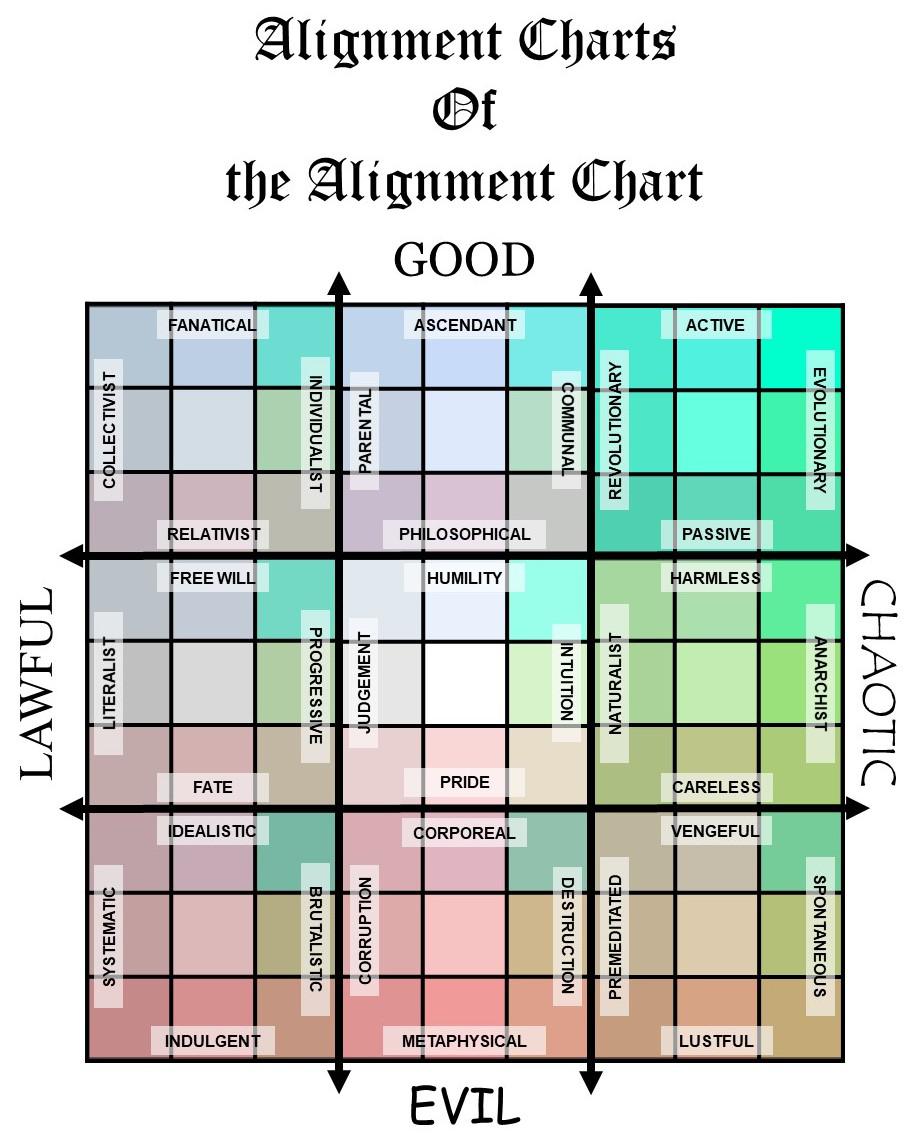 Alignment Charts
Of
the Alignment Chart
GOOD
LAWFUL
CHAOTIC
FANATICAL
COLLECTIVIST
INDIVIDUALIST
RELATIVIST
ASCENDANT
PARENTAL
COMMUNAL
PHILOSOPHICAL
ACTIVE
REVOLUTIONARY
EVOLUTIONARY
PASSIVE
FREE WILL
LITERALIST
PROGRESSIVE
FATE
HUMILITY
JUDGEMENT
INTUITION
PRIDE
HARMLESS
NATURALIST
ANARCHIST
CARELESS
IDEALISTIC
SYSTEMATIC
BRUTALISTIC
INDULGENT
CORPOREAL
CORRUPTION
DESTRUCTION
METAPHYSICAL
VENGEFUL
PREMEDITATED
SPONTANEOUS
LUSTFUL
EVIL